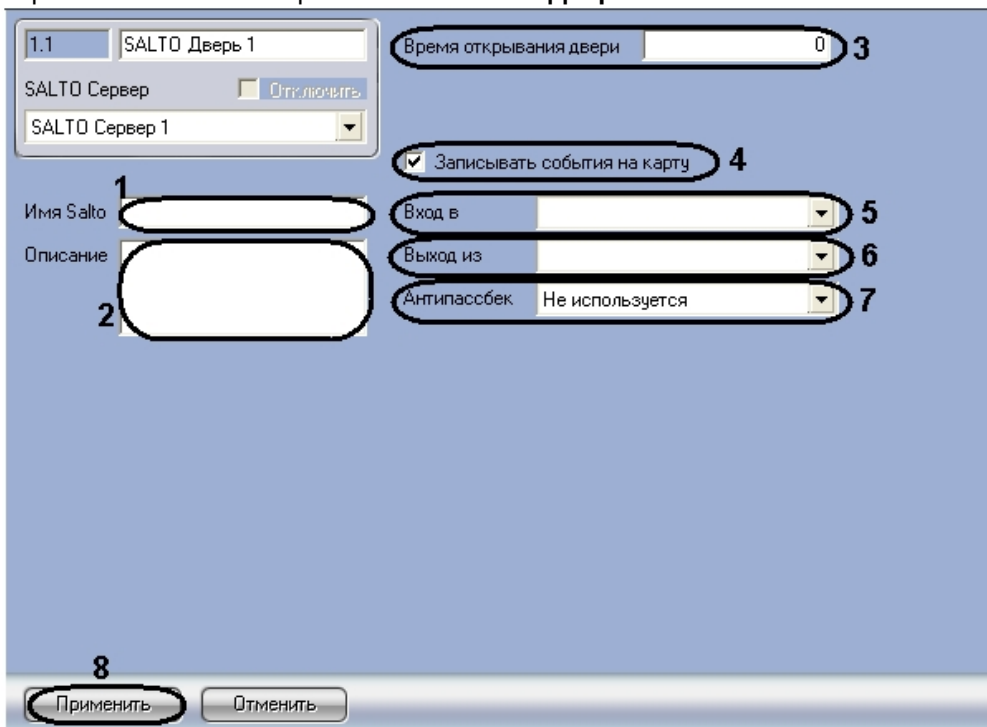 1.1 SALTO Дверь 1
SALTO Сервер Отключить
SALTO Сервер 1
1
Имя Salto
Описание
2
Время открывания двери 0 3
Записывать события на карту 4
Вход в 5
Выход из 6
Антипассбек Не используется 7
8
Применить Отменить